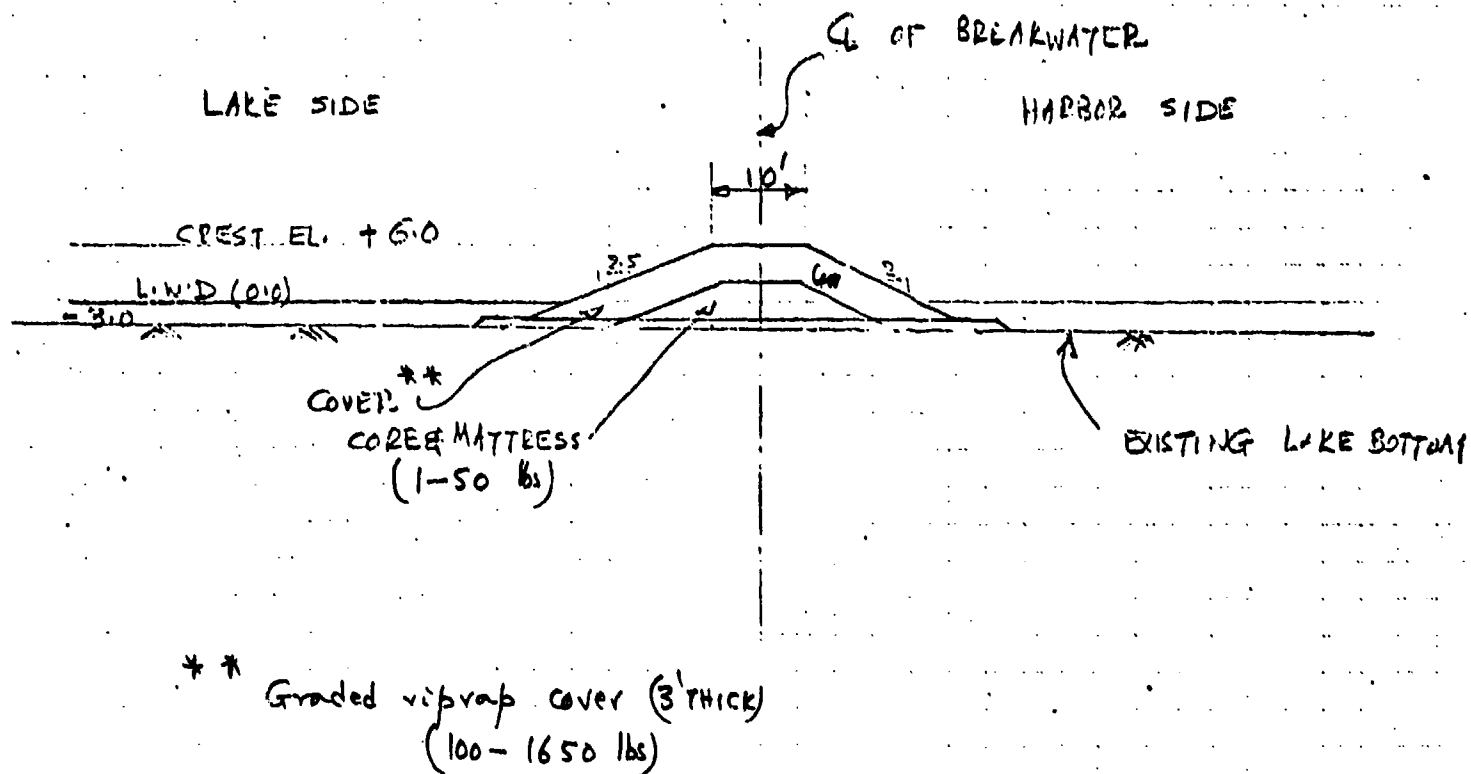 ℄ OF BREAKWATER
LAKE SIDE
HARBOR SIDE
10'
CREST EL. + 6.0
1 2.5
2 1
L.W.D (0.0)
- 3.0
COVER **
CORE & MATTRESS
(1-50 lbs)
EXISTING LAKE BOTTOM
** Graded riprap cover (3' THICK)
(100 - 1650 lbs)